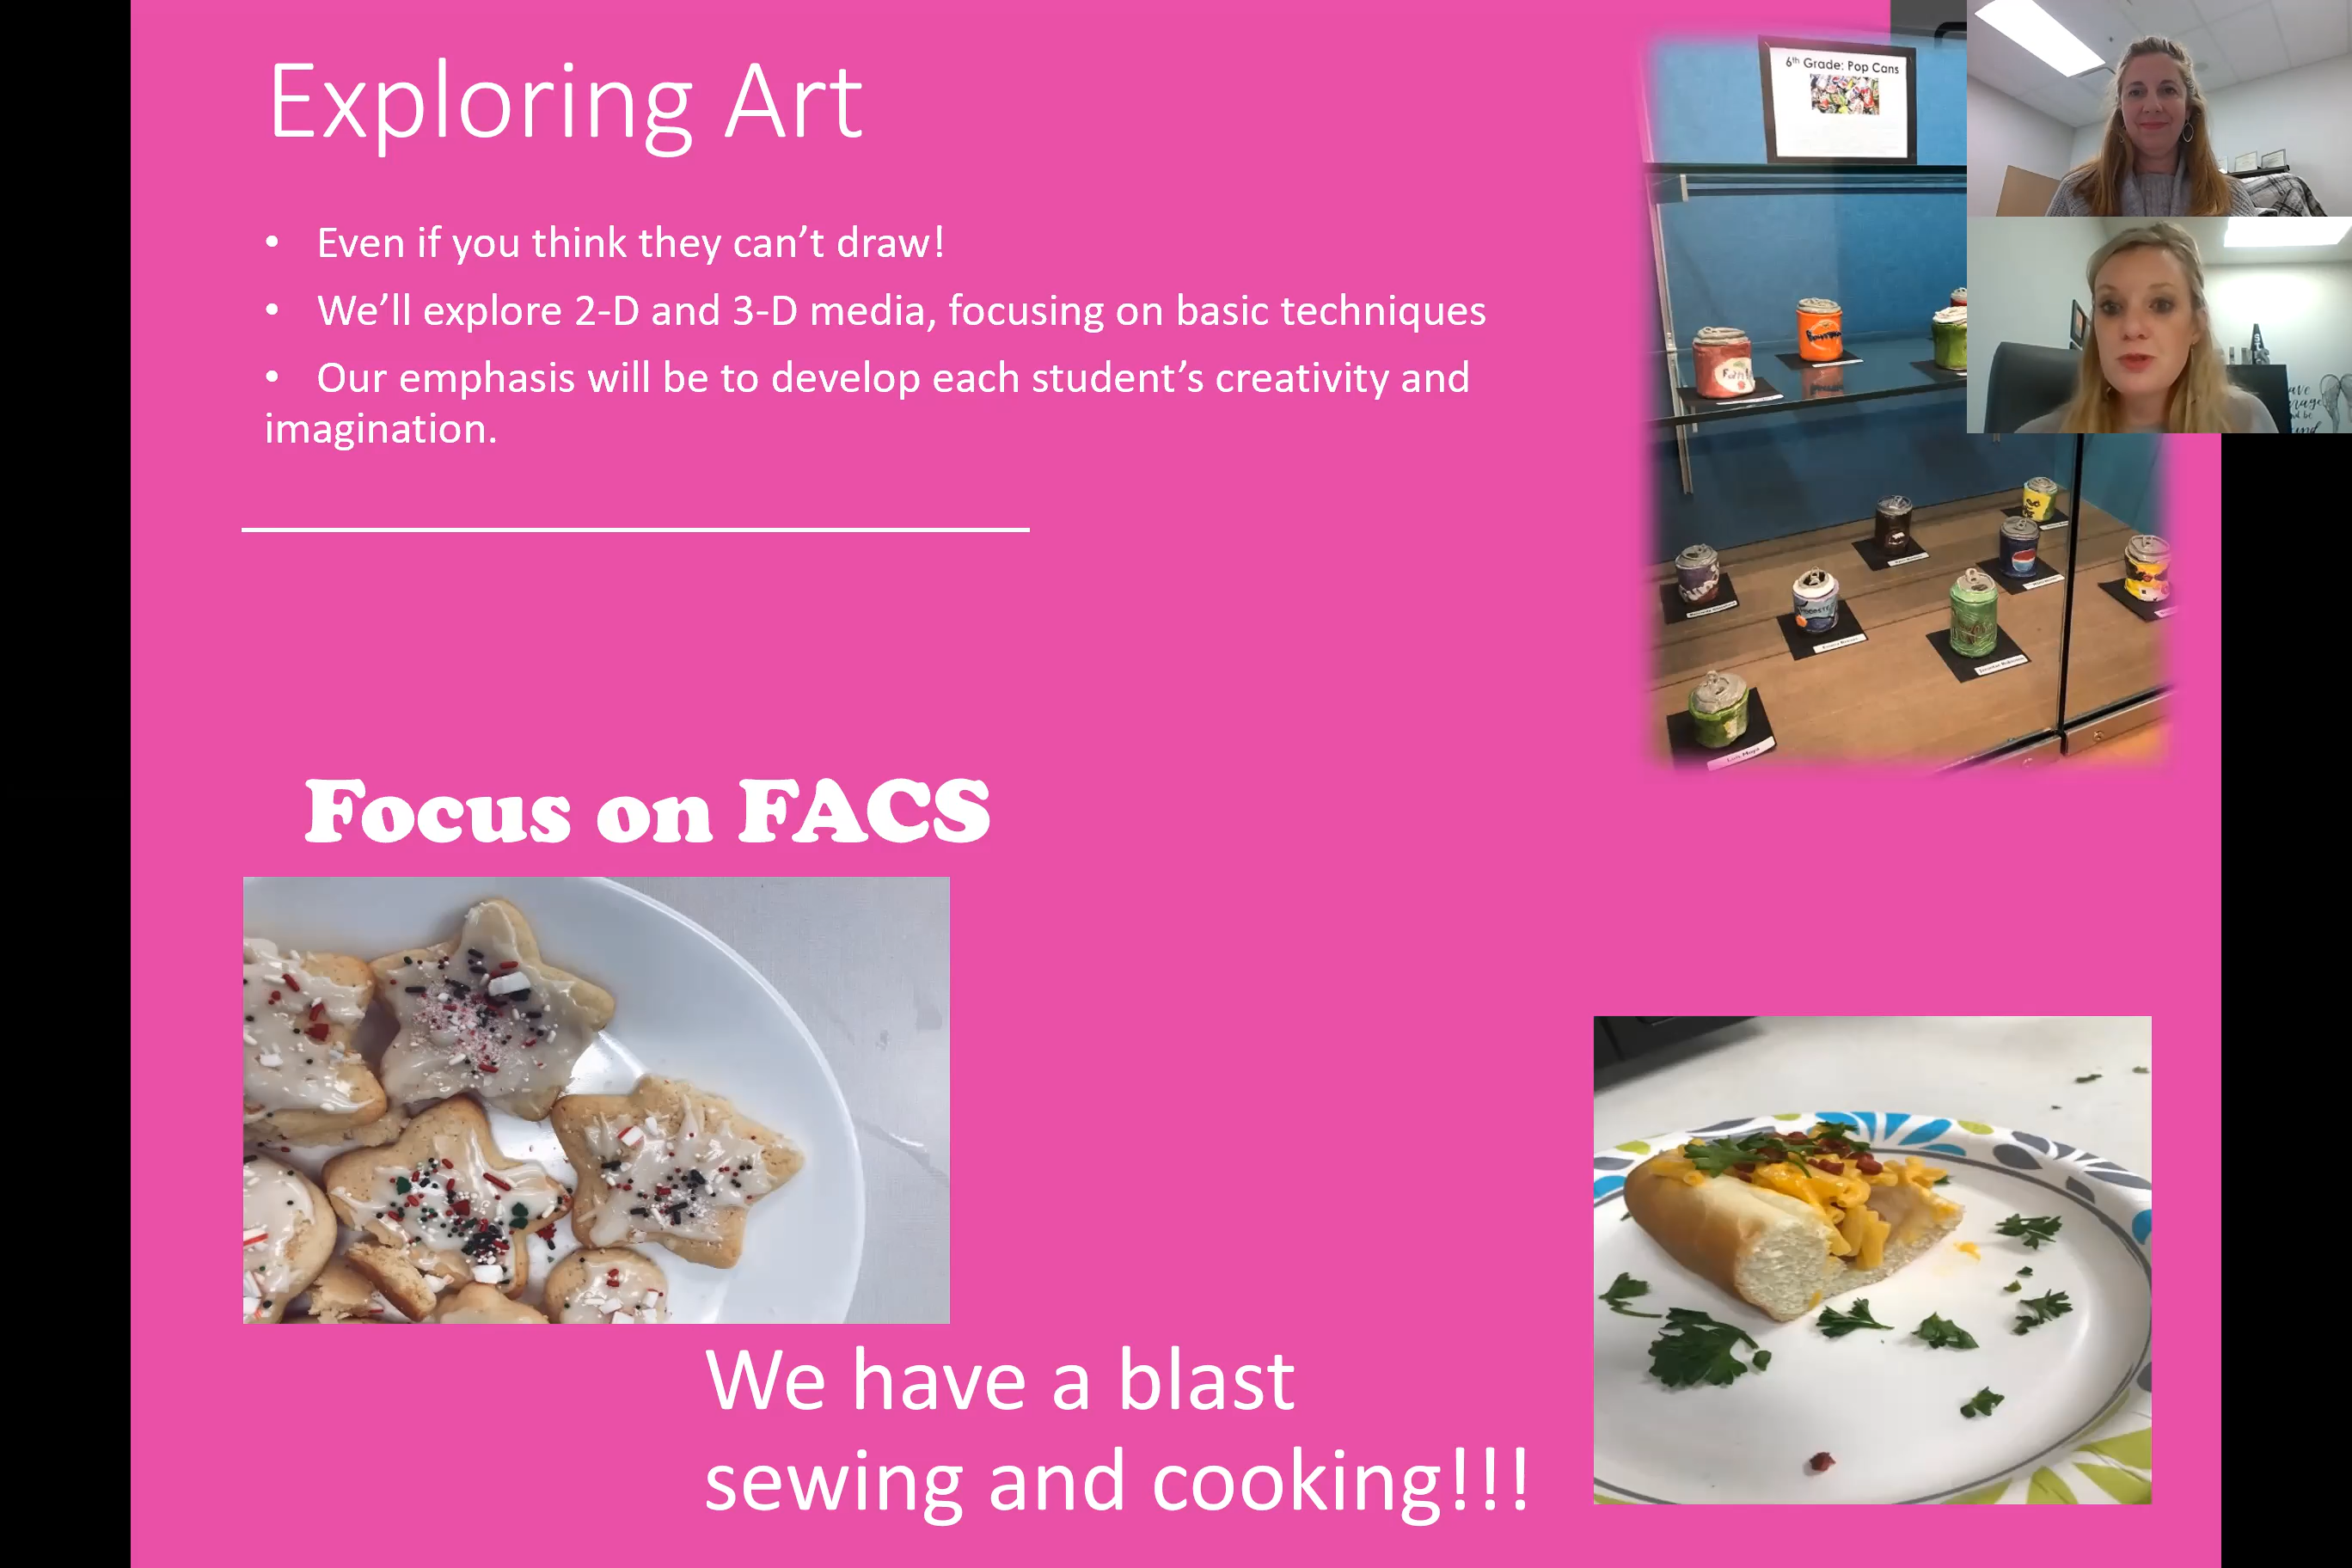 Exploring Art
6th Grade: Pop Cans
• Even if you think they can't draw!
• We'll explore 2-D and 3-D media, focusing on basic techniques
• Our emphasis will be to develop each student's creativity and
imagination.
Focus on FACS
We have a blast
sewing and cooking!!!